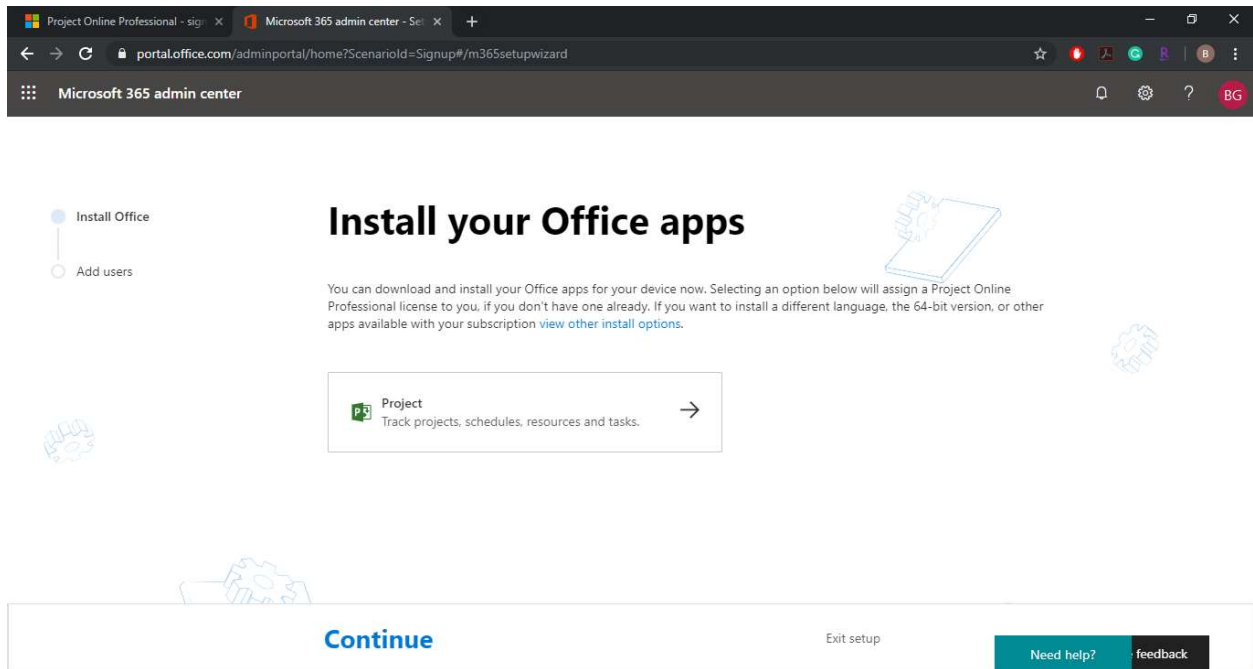 Project Online Professional - sign
Microsoft 365 admin center - Set
portal.office.com/adminportal/home?ScenarioId=Signup#/m365setupwizard
B
Microsoft 365 admin center
?
BG
Install Office
Add users
Install your Office apps
You can download and install your Office apps for your device now. Selecting an option below will assign a Project Online
Professional license to you, if you don't have one already. If you want to install a different language, the 64-bit version, or other
apps available with your subscription view other install options.
Project
Track projects, schedules, resources and tasks.
Continue
Exit setup
Need help?
feedback